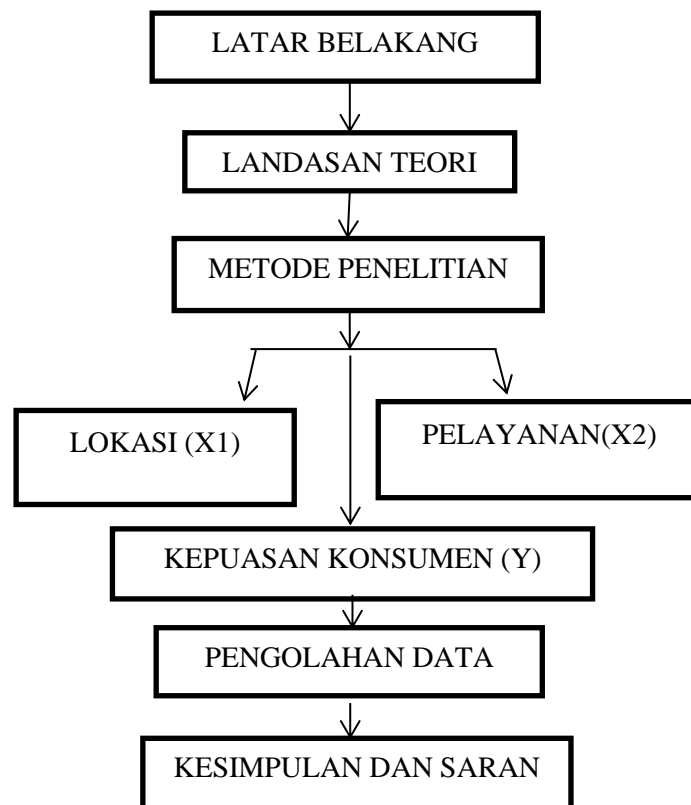 LATAR BELAKANG
LANDASAN TEORI
METODE PENELITIAN
LOKASI (X1)
PELAYANAN(X2)
KEPUASAN KONSUMEN (Y)
PENGOLAHAN DATA
KESIMPULAN DAN SARAN